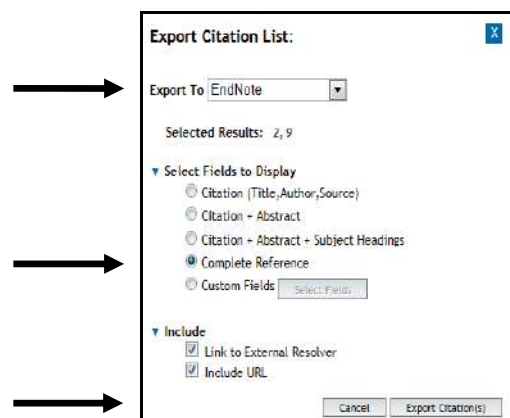 Export Citation List:
X
Export To EndNote
Selected Results: 2, 9
Select Fields to Display
Citation (Title,Author,Source)
Citation + Abstract
Citation + Abstract + Subject Headings
Complete Reference
Custom Fields Select Fields
Include
Link to External Resolver
Include URL
Cancel Export Citation(s)